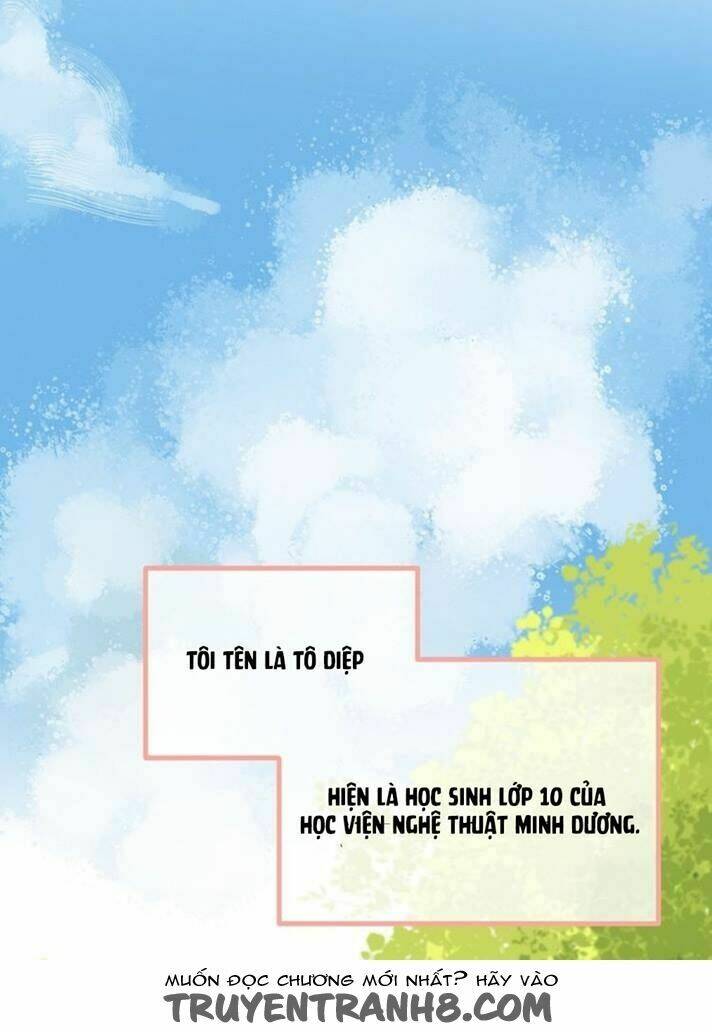 TÔI TÊN LÀ TÔ DIỆP
HIỆN LÀ HỌC SINH LỚP 10 CỦA
HỌC VIỆN NGHỆ THUẬT MINH DƯƠNG.
MUỐN ĐỌC CHƯƠNG MỚI NHẤT? HÃY VÀO
TRUYENTRANH8.COM